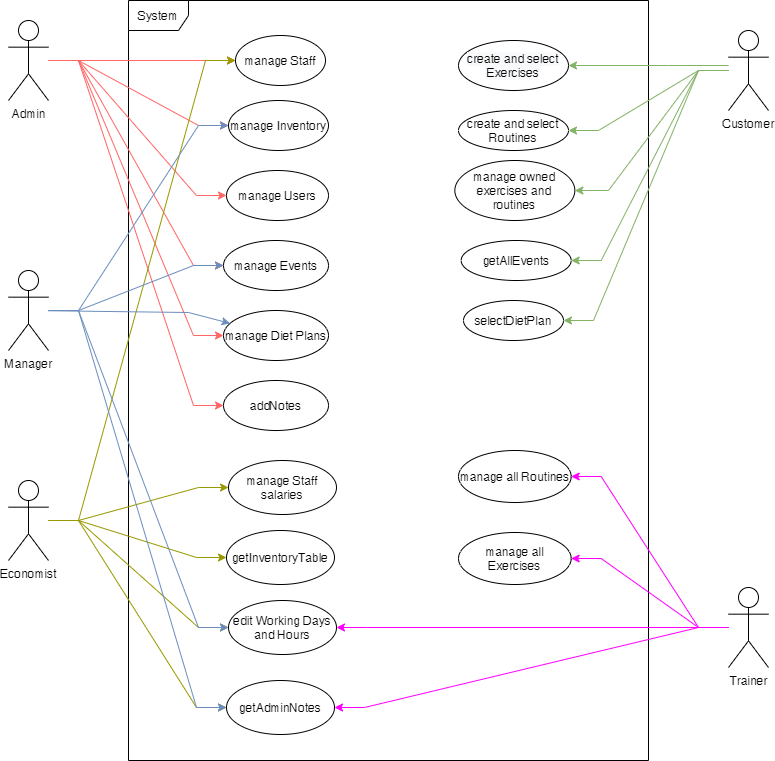 System
Admin
manage Staff
manage Inventory
manage Users
manage Events
Manager
manage Diet Plans
addNotes
manage Staff
salaries
Economist
getInventoryTable
edit Working Days
and Hours
getAdminNotes
create and select
Exercises
Customer
create and select
Routines
manage owned
exercises and
routines
getAllEvents
selectDietPlan
manage all Routines
manage all
Exercises
Trainer